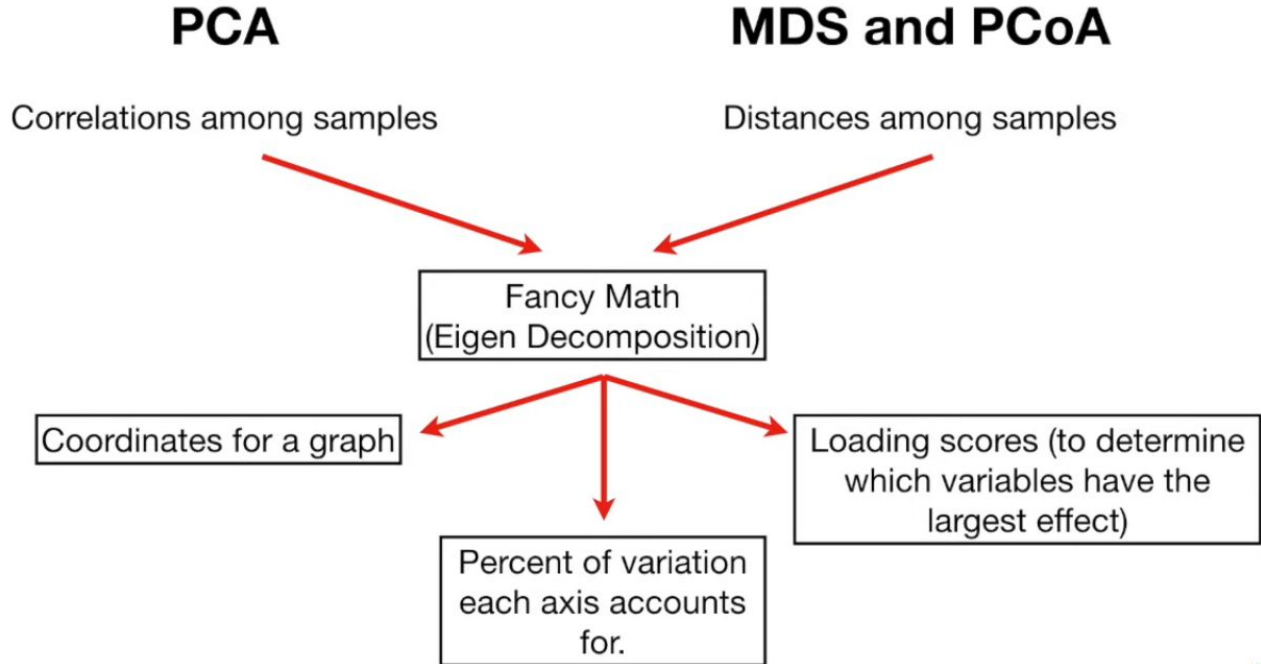 PCA
MDS and PCoA
Correlations among samples
Distances among samples
Fancy Math
(Eigen Decomposition)
Coordinates for a graph
Loading scores (to determine
which variables have the
largest effect)
Percent of variation
each axis accounts
for.